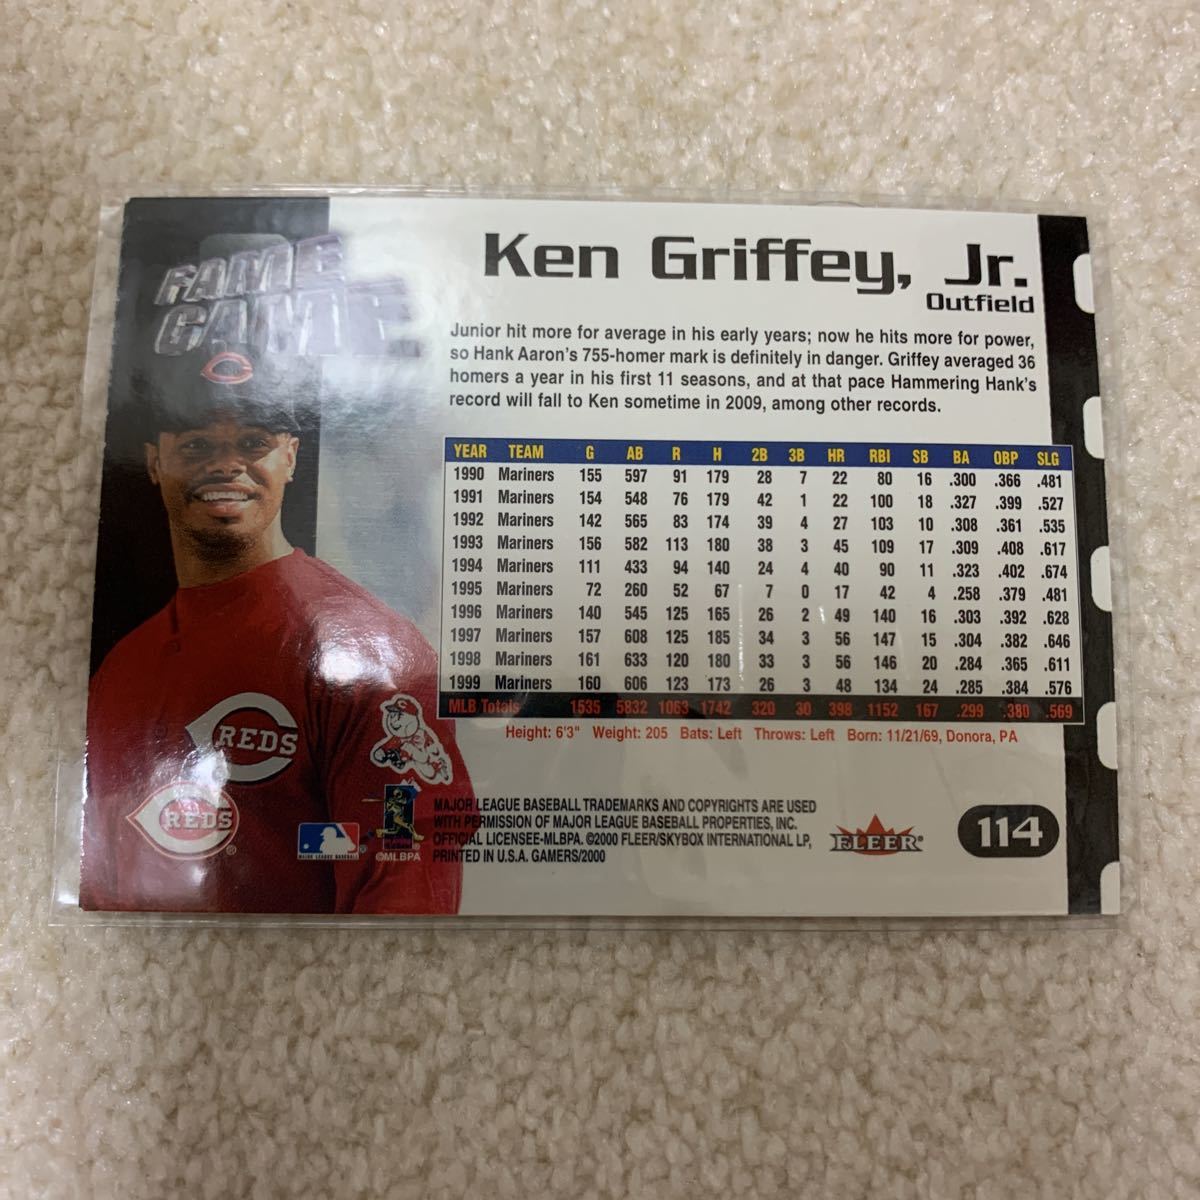 FAME
GAME
Ken Griffey, Jr.
Outfield
Junior hit more for average in his early years; now he hits more for power,
so Hank Aaron's 755-homer mark is definitely in danger. Griffey averaged 36
homers a year in his first 11 seasons, and at that pace Hammering Hank's
record will fall to Ken sometime in 2009, among other records.
YEAR TEAM G AB R H 2B 3B HR RBI SB BA OBP SLG
1990 Mariners 155 597 91 179 28 7 22 80 16 .300 .366 .481
1991 Mariners 154 548 76 179 42 1 22 100 18 .327 .399 .527
1992 Mariners 142 565 83 174 39 4 27 103 10 .308 .361 .535
1993 Mariners 156 582 113 180 38 3 45 109 17 .309 .408 .617
1994 Mariners 111 433 94 140 24 4 40 90 11 .323 .402 .674
1995 Mariners 72 260 52 67 7 0 17 42 4 .258 .379 .481
1996 Mariners 140 545 125 165 26 2 49 140 16 .303 .392 .628
1997 Mariners 157 608 125 185 34 3 56 147 15 .304 .382 .646
1998 Mariners 161 633 120 180 33 3 56 146 20 .284 .365 .611
1999 Mariners 160 606 123 173 26 3 48 134 24 .285 .384 .576
MLB Totals 1535 5832 1063 1742 320 30 398 1152 167 .299 .380 .569
Height: 6'3" Weight: 205 Bats: Left Throws: Left Born: 11/21/69, Donora, PA
REDS
REDS®
MAJOR LEAGUE BASEBALL
©MLBPA
MAJOR LEAGUE BASEBALL TRADEMARKS AND COPYRIGHTS ARE USED
WITH PERMISSION OF MAJOR LEAGUE BASEBALL PROPERTIES, INC.
OFFICIAL LICENSEE-MLBPA. ©2000 FLEER/SKYBOX INTERNATIONAL LP,
PRINTED IN U.S.A. GAMERS/2000
FLEER®
114